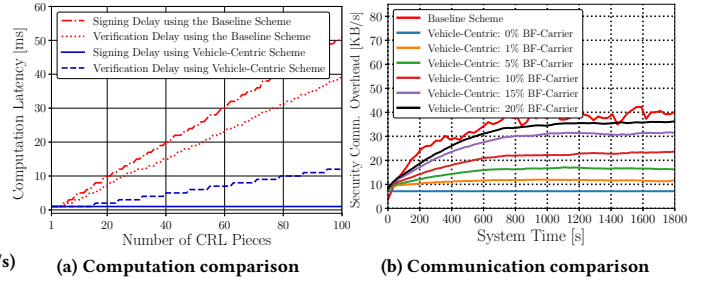 Computation Latency [ms]
60
50
40
30
20
10
0
Signing Delay using the Baseline Scheme
Verification Delay using the Baseline Scheme
Signing Delay using Vehicle-Centric Scheme
Verification Delay using Vehicle-Centric Scheme
1 20 40 60 80 100
Number of CRL Pieces
/s)
(a) Computation comparison
Security Comm. Overhead [KB/s]
80
70
60
50
40
30
20
10
0
Baseline Scheme
Vehicle-Centric: 0% BF-Carrier
Vehicle-Centric: 1% BF-Carrier
Vehicle-Centric: 5% BF-Carrier
Vehicle-Centric: 10% BF-Carrier
Vehicle-Centric: 15% BF-Carrier
Vehicle-Centric: 20% BF-Carrier
0 200 400 600 800 1000 1200 1400 1600 1800
System Time [s]
(b) Communication comparison